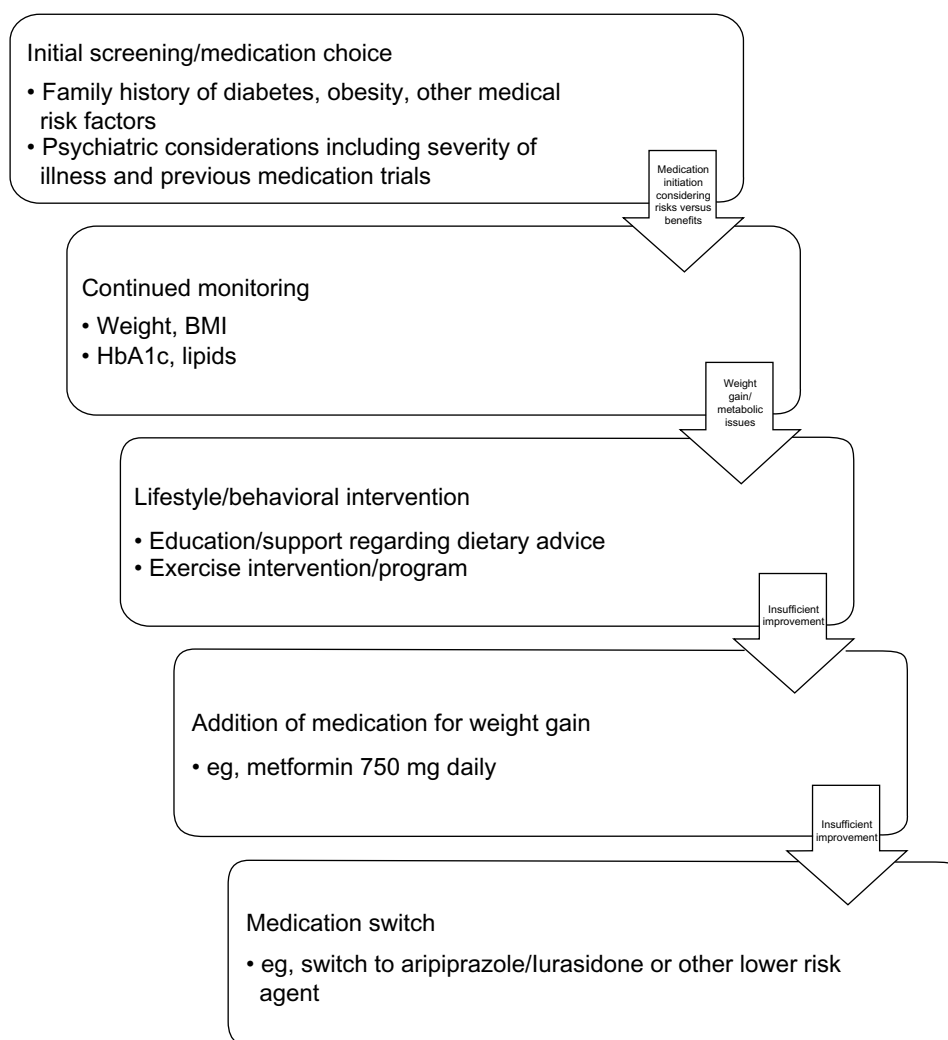 Initial screening/medication choice
• Family history of diabetes, obesity, other medical
risk factors
• Psychiatric considerations including severity of
illness and previous medication trials
Medication
initiation
considering
risks versus
benefits
Continued monitoring
• Weight, BMI
• HbA1c, lipids
Weight
gain/
metabolic
issues
Lifestyle/behavioral intervention
• Education/support regarding dietary advice
• Exercise intervention/program
Insufficient
improvement
Addition of medication for weight gain
• eg, metformin 750 mg daily
Insufficient
improvement
Medication switch
• eg, switch to aripiprazole/lurasidone or other lower risk
agent